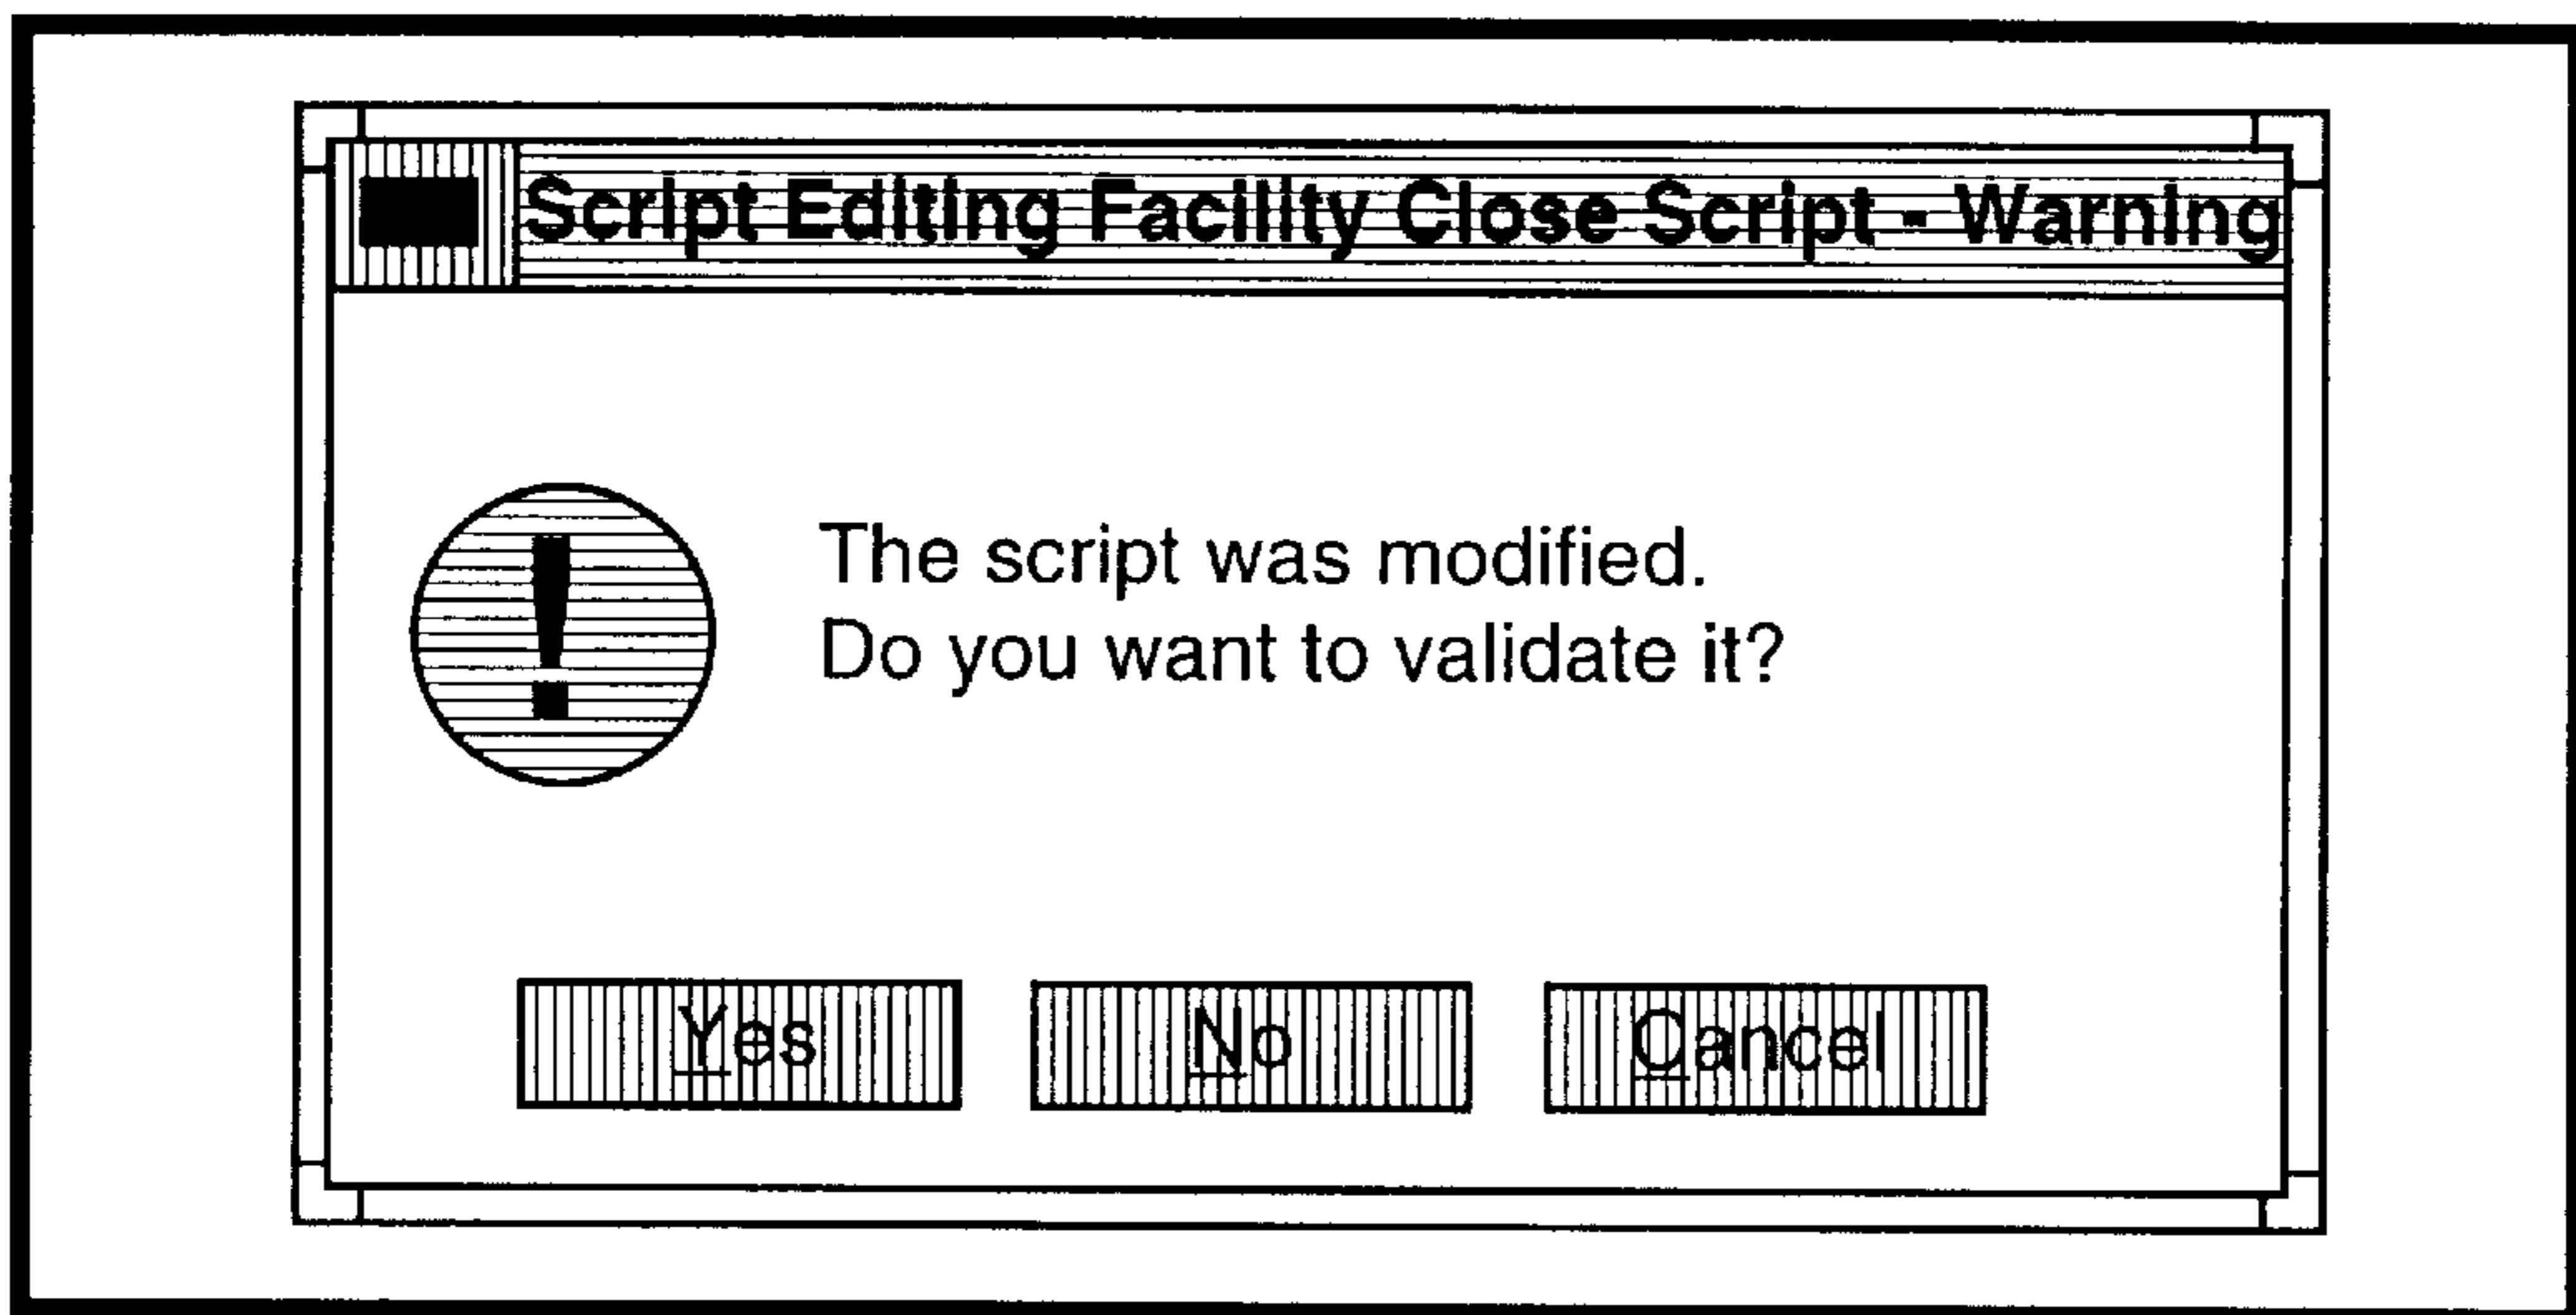 Script Editing Facility Close Script - Warning
!
The script was modified.
Do you want to validate it?
Yes No Cancel